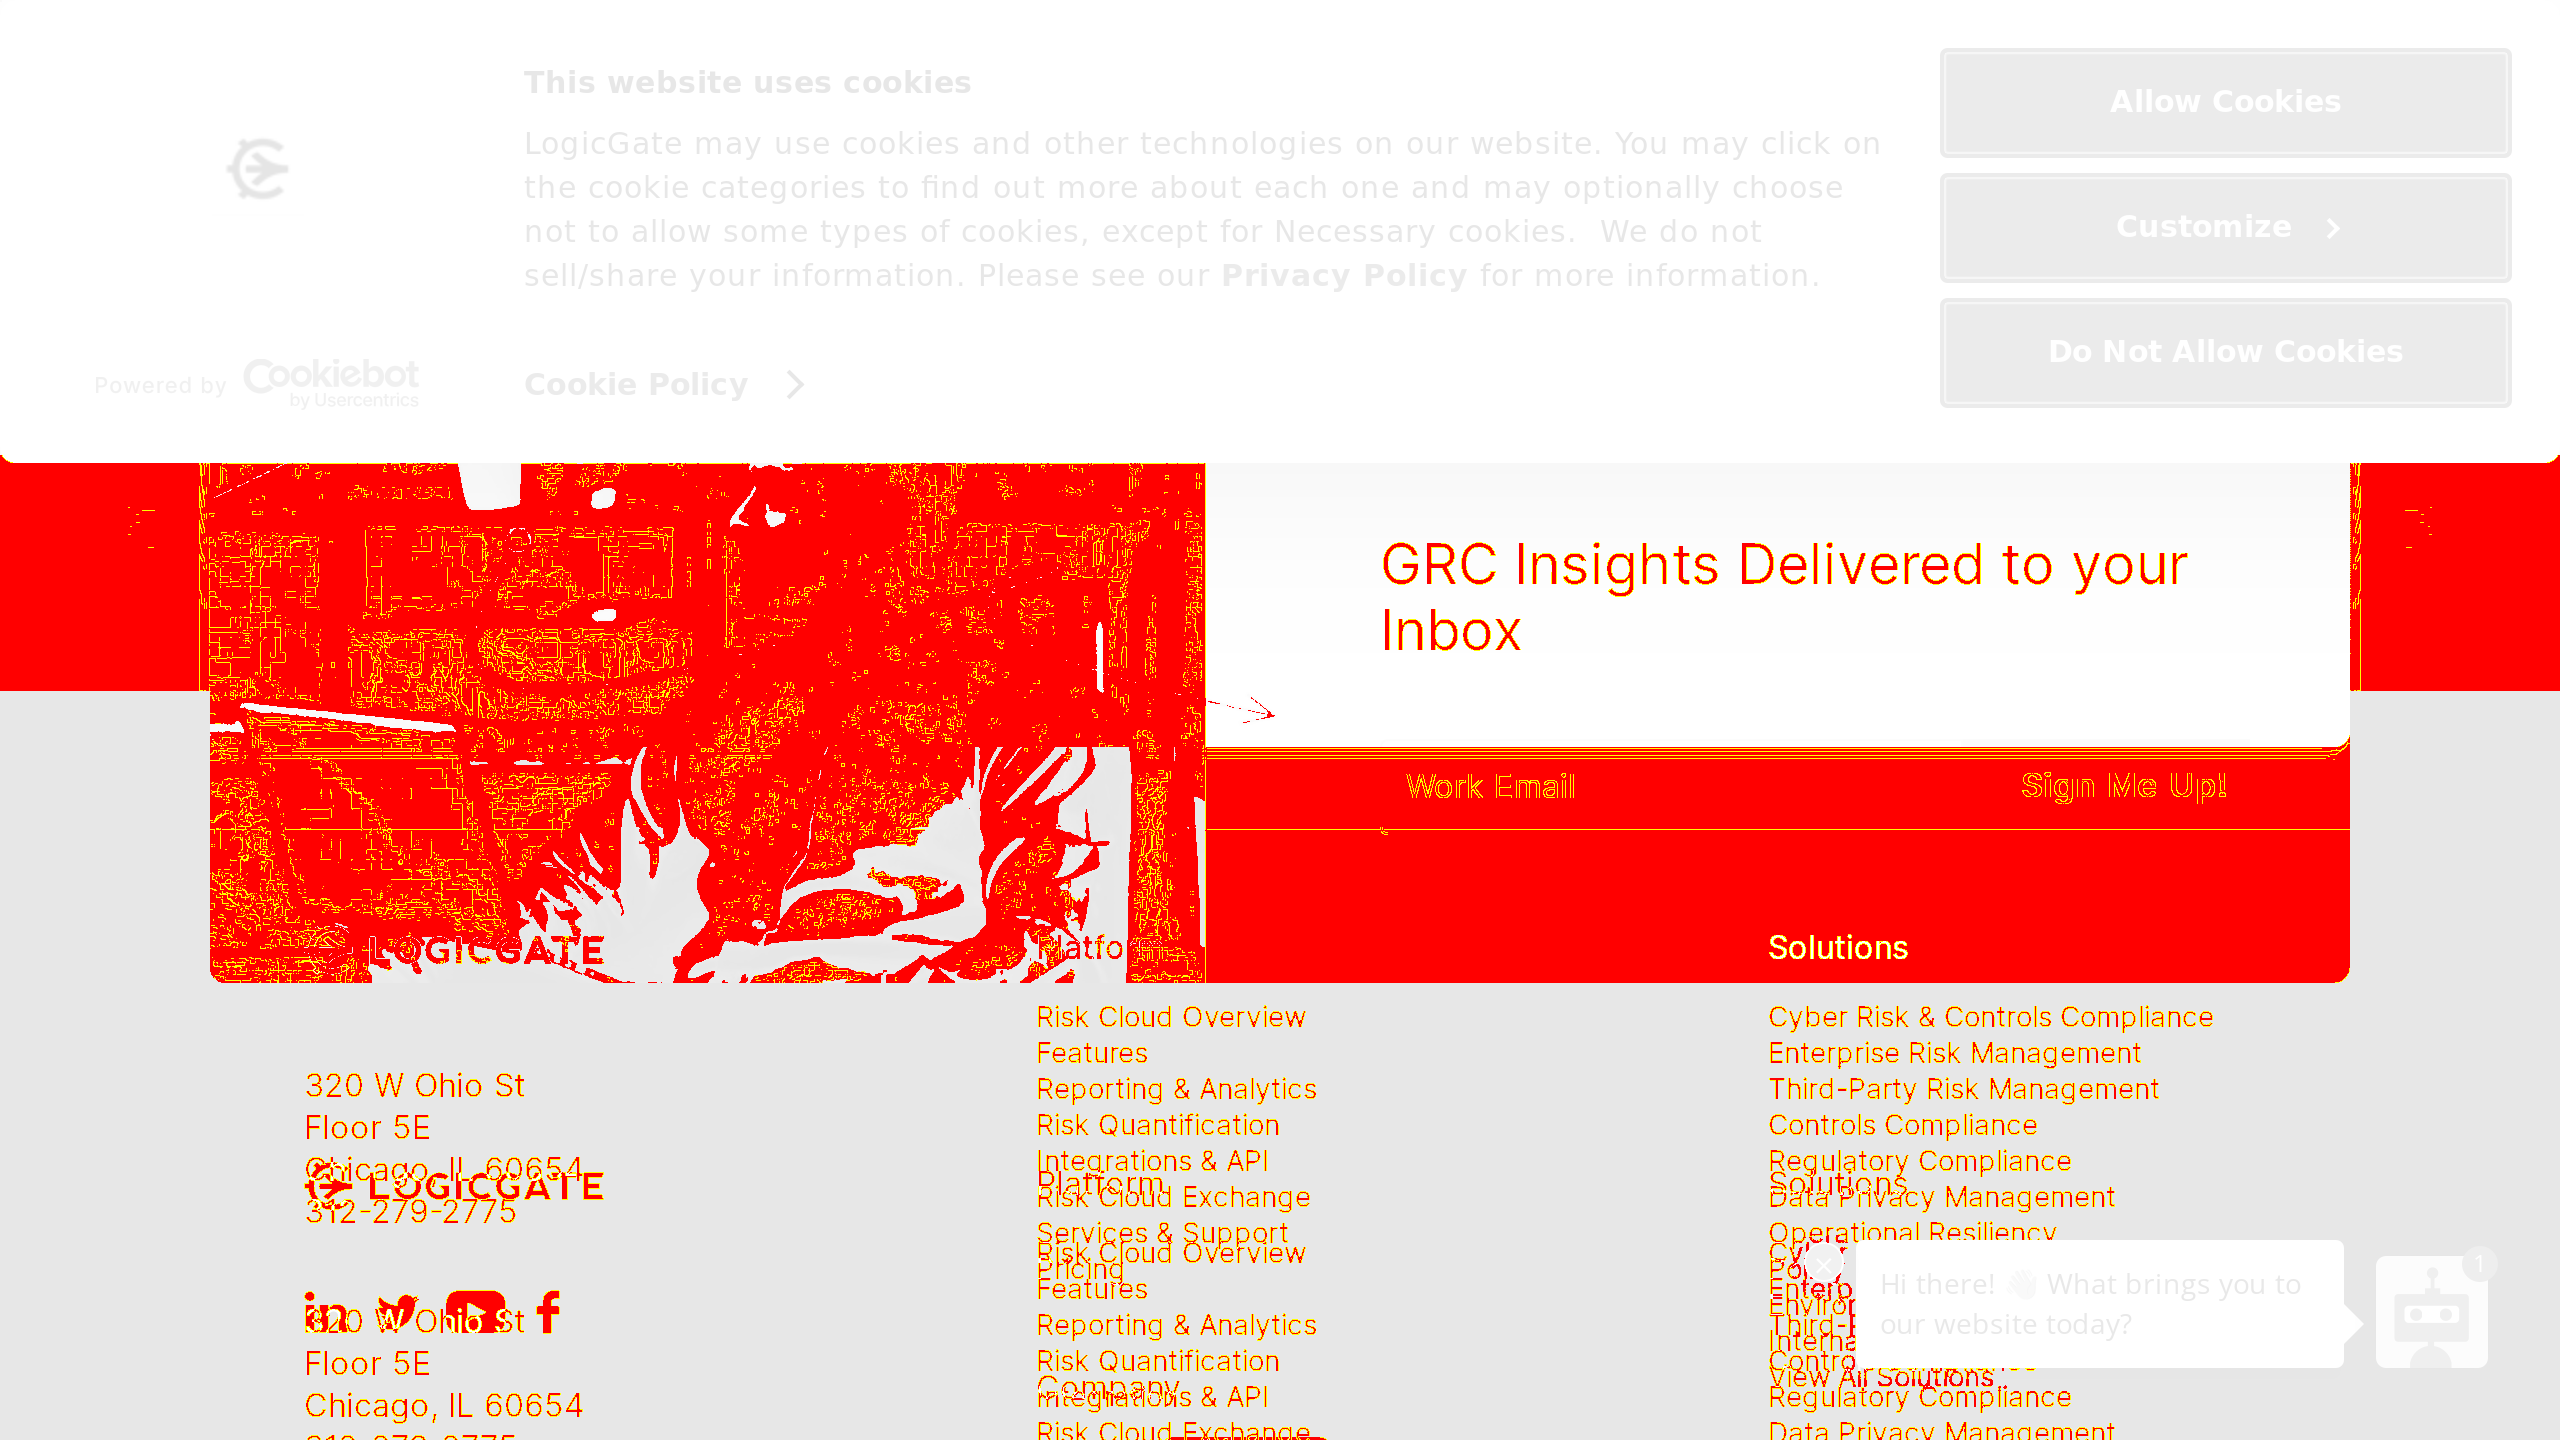 This website uses cookies
LogicGate may use cookies and other technologies on our website. You may click on
the cookie categories to find out more about each one and may optionally choose
not to allow some types of cookies, except for Necessary cookies.  We do not
sell/share your information. Please see our Privacy Policy for more information.
Powered by Cookiebot
by Usercentrics
Cookie Policy
Allow Cookies
Customize
Do Not Allow Cookies
GRC Insights Delivered to your
Inbox
Work Email
Sign Me Up!
LOGICGATE
320 W Ohio St
Floor 5E
Chicago, IL 60654
LOGICGATE
312-279-2775
in
f
320 W Ohio St
Floor 5E
Chicago, IL 60654
Platform
Risk Cloud Overview
Features
Reporting & Analytics
Risk Quantification
Integrations & API
Platform
Risk Cloud Exchange
Services & Support
Risk Cloud Overview
Pricing
Features
Reporting & Analytics
Risk Quantification
Company
Integrations & API
Risk Cloud Exchange
Solutions
Cyber Risk & Controls Compliance
Enterprise Risk Management
Third-Party Risk Management
Controls Compliance
Regulatory Compliance
Solutions
Data Privacy Management
Operational Resiliency
View All Solutions
Regulatory Compliance
Data Privacy Management
Hi there! 👋 What brings you to
our website today?
1